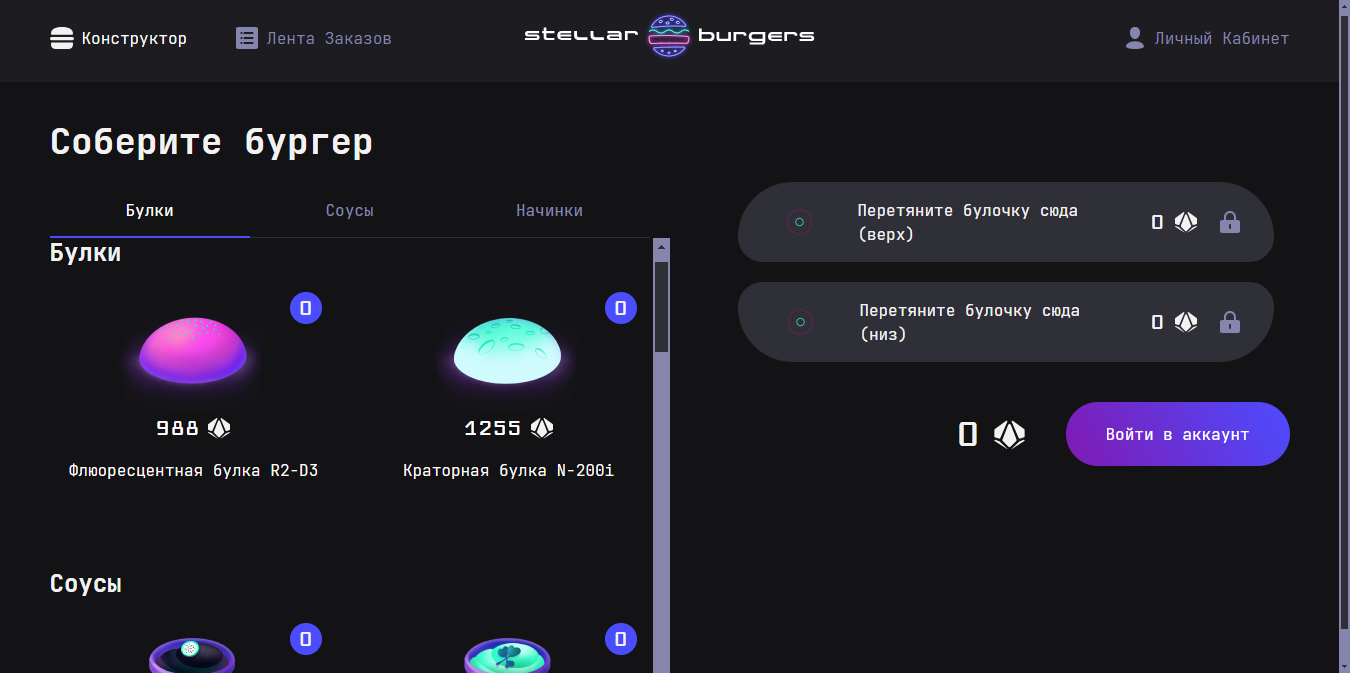 Конструктор
Лента Заказов
stellar burgers
Личный Кабинет
Соберите бургер
Булки
Соусы
Начинки
Булки
0
0
988
1255
Флюоресцентная булка R2-D3
Краторная булка N-200i
Соусы
0
0
Перетяните булочку сюда
(верх)
0
Перетяните булочку сюда
(низ)
0
0
Войти в аккаунт